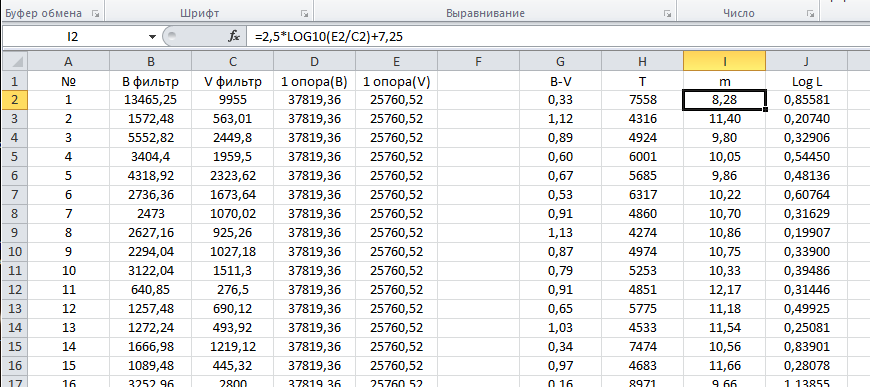 Буфер обмена Шрифт Выравнивание Число
I2 fx =2,5*LOG10(E2/C2)+7,25
A B C D E F G H I J
1 № В фильтр V фильтр 1 опора(В) 1 опора(V) B-V T m Log L
2 1 13465,25 9955 37819,36 25760,52 0,33 7558 8,28 0,85581
3 2 1572,48 563,01 37819,36 25760,52 1,12 4316 11,40 0,20740
4 3 5552,82 2449,8 37819,36 25760,52 0,89 4924 9,80 0,32906
5 4 3404,4 1959,5 37819,36 25760,52 0,60 6001 10,05 0,54450
6 5 4318,92 2323,62 37819,36 25760,52 0,67 5685 9,86 0,48136
7 6 2736,36 1673,64 37819,36 25760,52 0,53 6317 10,22 0,60764
8 7 2473 1070,02 37819,36 25760,52 0,91 4860 10,70 0,31629
9 8 2627,16 925,26 37819,36 25760,52 1,13 4274 10,86 0,19907
10 9 2294,04 1027,18 37819,36 25760,52 0,87 4974 10,75 0,33900
11 10 3122,04 1511,3 37819,36 25760,52 0,79 5253 10,33 0,39486
12 11 640,85 276,5 37819,36 25760,52 0,91 4851 12,17 0,31446
13 12 1257,48 690,12 37819,36 25760,52 0,65 5775 11,18 0,49925
14 13 1272,24 493,92 37819,36 25760,52 1,03 4533 11,54 0,25081
15 14 1666,98 1219,12 37819,36 25760,52 0,34 7474 10,56 0,83901
16 15 1089,48 445,32 37819,36 25760,52 0,97 4683 11,66 0,28078
17 16 3252,96 2800 37819,36 25760,52 0,16 8971 9,66 1,13855